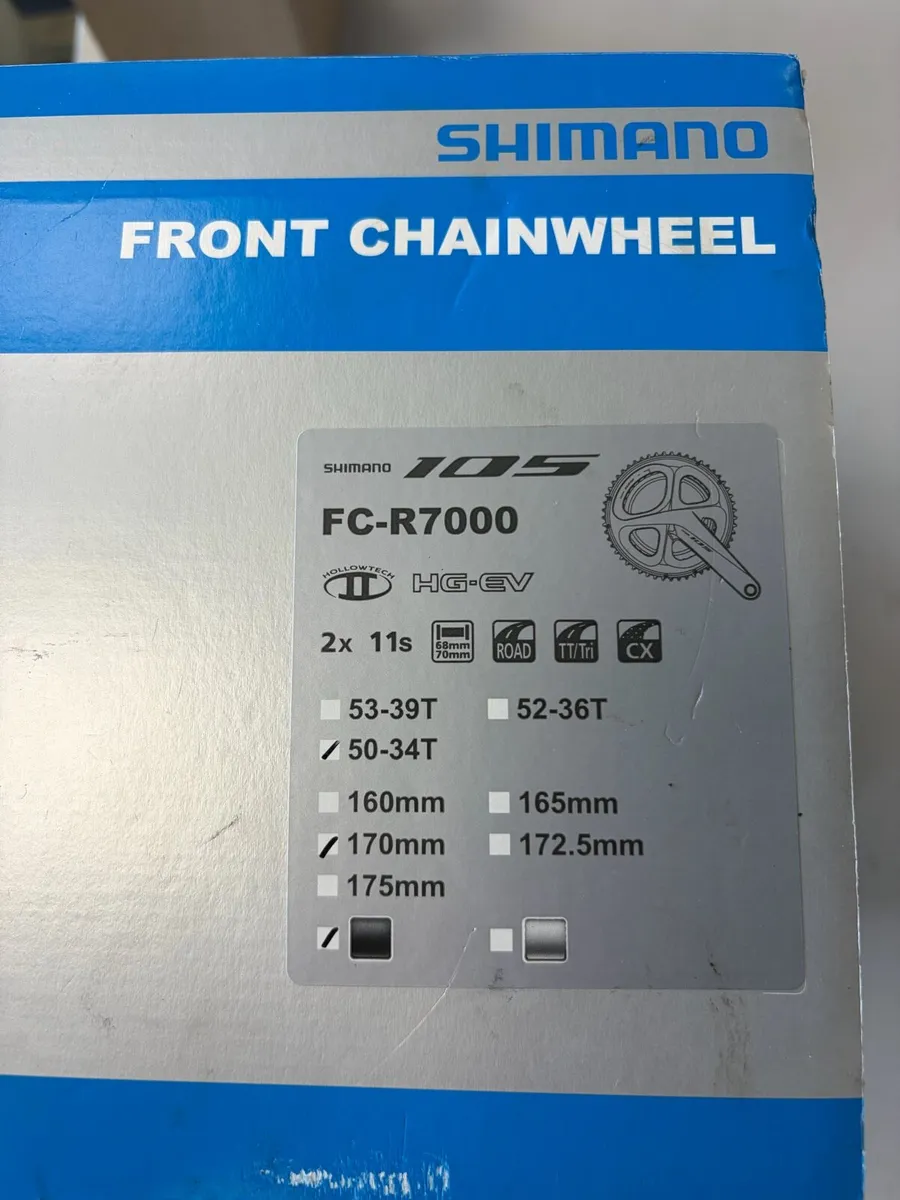 SHIMANO
FRONT CHAINWHEEL
SHIMANO 105
FC-R7000
HOLLOWTECH II HG-EV
2x 11s 68mm 70mm ROAD TT/Tri CX
53-39T 52-36T
50-34T
160mm 165mm
170mm 172.5mm
175mm